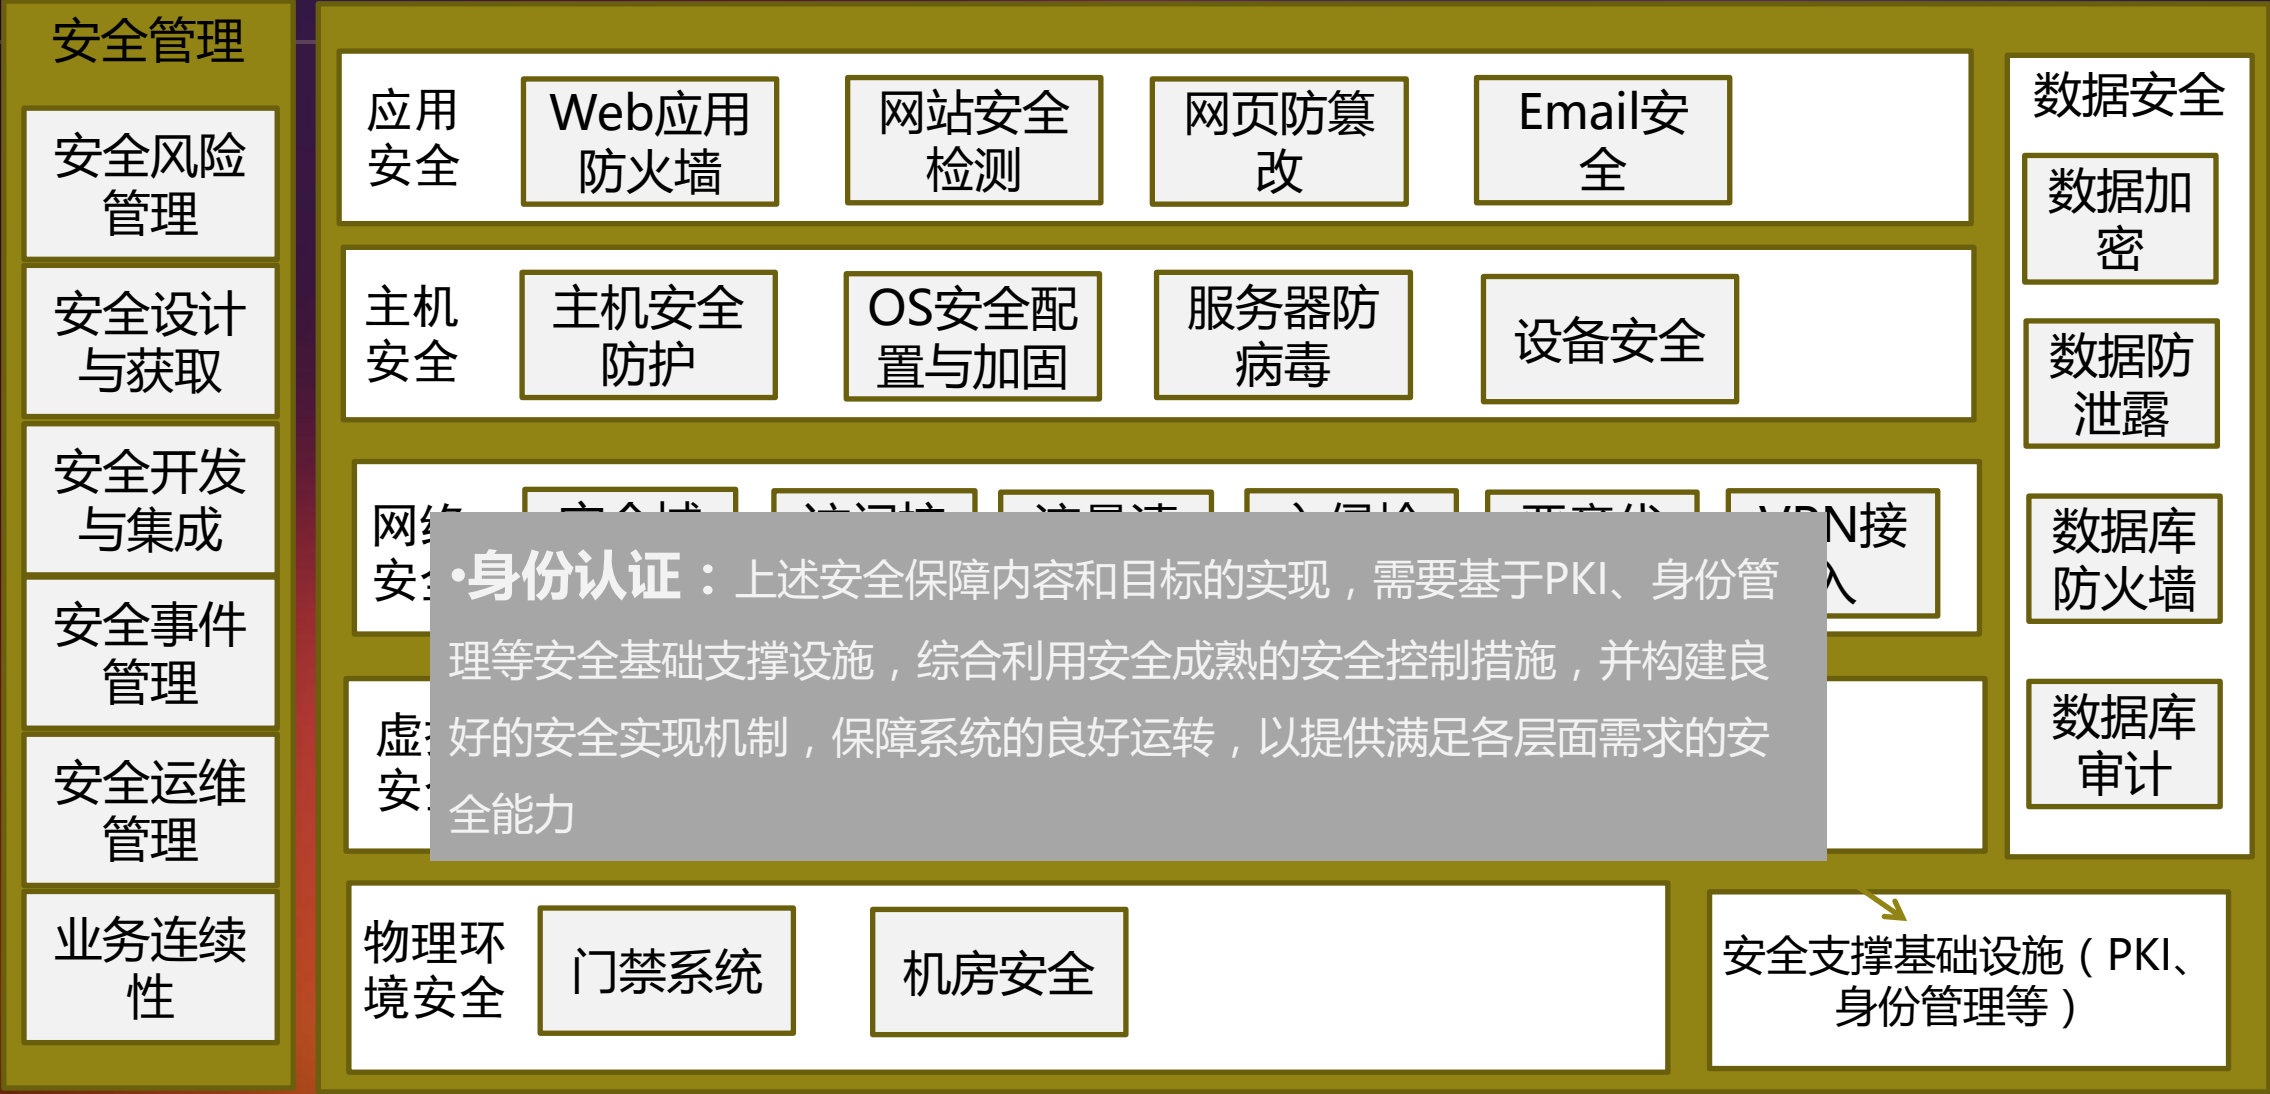 安全管理
安全风险
管理
安全设计
与获取
安全开发
与集成
安全事件
管理
安全运维
管理
业务连续
性
应用
安全
Web应用
防火墙
网站安全
检测
网页防篡
改
Email安
全
主机
安全
主机安全
防护
OS安全配
置与加固
服务器防
病毒
设备安全
网络
安全
VPN接
入
•身份认证：上述安全保障内容和目标的实现，需要基于PKI、身份管
理等安全基础支撑设施，综合利用安全成熟的安全控制措施，并构建良
好的安全实现机制，保障系统的良好运转，以提供满足各层面需求的安
全能力
物理环
境安全
门禁系统
机房安全
数据安全
数据加
密
数据防
泄露
数据库
防火墙
数据库
审计
安全支撑基础设施（PKI、
身份管理等）